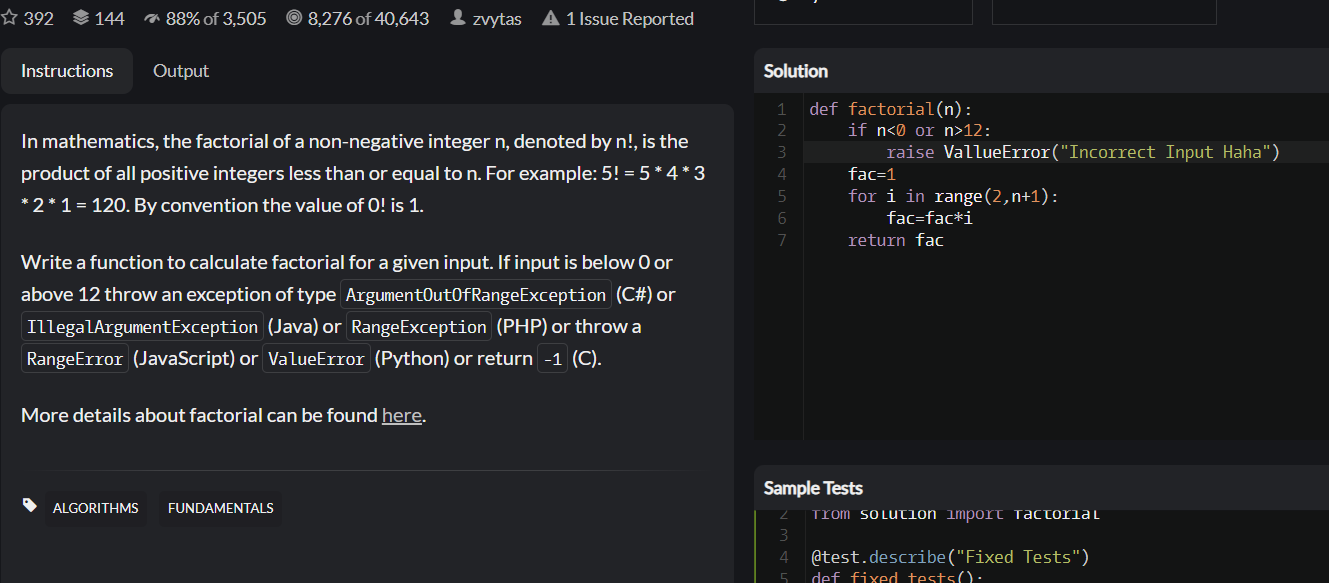 392 144 88% of 3,505 8,276 of 40,643 zvytas 1 Issue Reported
Instructions Output
In mathematics, the factorial of a non-negative integer n, denoted by n!, is the
product of all positive integers less than or equal to n. For example: 5! = 5 * 4 * 3
* 2 * 1 = 120. By convention the value of 0! is 1.
Write a function to calculate factorial for a given input. If input is below 0 or
above 12 throw an exception of type ArgumentOutOfRangeException (C#) or
IllegalArgumentException (Java) or RangeException (PHP) or throw a
RangeError (JavaScript) or ValueError (Python) or return -1 (C).
More details about factorial can be found here.
ALGORITHMS FUNDAMENTALS
Solution
1 def factorial(n):
2     if n<0 or n>12:
3         raise VallueError("Incorrect Input Haha")
4     fac=1
5     for i in range(2,n+1):
6         fac=fac*i
7     return fac
Sample Tests
2 from solution import factorial
3
4 @test.describe("Fixed Tests")
5 def fixed_tests():